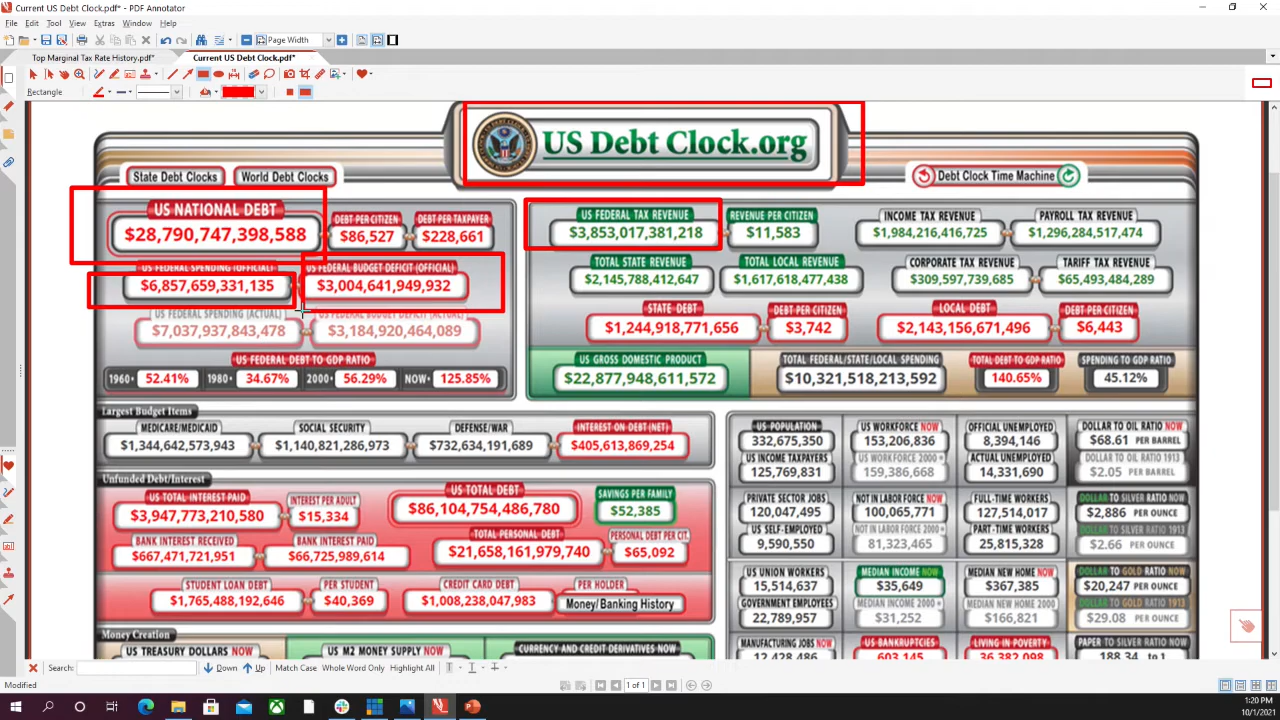 Current US Debt Clock.pdf* - PDF Annotator
File Edit Tool View Extras Window Help
Page Width
Top Marginal Tax Rate History.pdf* Current US Debt Clock.pdf*
Rectangle
US Debt Clock.org
State Debt Clocks World Debt Clocks Debt Clock Time Machine
US NATIONAL DEBT DEBT PER CITIZEN DEBT PER TAXPAYER
$28,790,747,398,588 $86,527 $228,661
US FEDERAL SPENDING (OFFICIAL) US FEDERAL BUDGET DEFICIT (OFFICIAL)
$6,857,659,331,135 $3,004,641,949,932
US FEDERAL SPENDING (ACTUAL) US FEDERAL BUDGET DEFICIT (ACTUAL)
$7,037,937,843,478 $3,184,920,464,089
US FEDERAL DEBT TO GDP RATIO
1960• 52.41% 1980• 34.67% 2000• 56.29% NOW• 125.85%
US FEDERAL TAX REVENUE REVENUE PER CITIZEN INCOME TAX REVENUE PAYROLL TAX REVENUE
$3,853,017,381,218 $11,583 $1,984,216,416,725 $1,296,284,517,474
TOTAL STATE REVENUE TOTAL LOCAL REVENUE CORPORATE TAX REVENUE TARIFF TAX REVENUE
$2,145,788,412,647 $1,617,618,477,438 $309,597,739,685 $65,493,484,289
STATE DEBT DEBT PER CITIZEN LOCAL DEBT DEBT PER CITIZEN
$1,244,918,771,656 $3,742 $2,143,156,671,496 $6,443
US GROSS DOMESTIC PRODUCT TOTAL FEDERAL/STATE/LOCAL SPENDING TOTAL DEBT TO GDP RATIO SPENDING TO GDP RATIO
$22,877,948,611,572 $10,321,518,213,592 140.65% 45.12%
Largest Budget Items
MEDICARE/MEDICAID SOCIAL SECURITY DEFENSE/WAR INTEREST ON DEBT (NET)
$1,344,642,573,943 $1,140,821,286,973 $732,634,191,689 $405,613,869,254
Unfunded Debt/Interest
US TOTAL INTEREST PAID INTEREST PER ADULT US TOTAL DEBT SAVINGS PER FAMILY
$3,947,773,210,580 $15,334 $86,104,754,486,780 $52,385
BANK INTEREST RECEIVED BANK INTEREST PAID TOTAL PERSONAL DEBT PERSONAL DEBT PER CIT.
$667,471,721,951 $66,725,989,614 $21,658,161,979,740 $65,092
STUDENT LOAN DEBT PER STUDENT CREDIT CARD DEBT PER HOLDER
$1,765,488,192,646 $40,369 $1,008,238,047,983 Money/Banking History
Money Creation
US TREASURY DOLLARS NOW US M2 MONEY SUPPLY NOW CURRENCY AND CREDIT DERIVATIVES NOW
US POPULATION US WORKFORCE NOW OFFICIAL UNEMPLOYED DOLLAR TO OIL RATIO NOW
332,675,350 153,206,836 8,394,146 $68.61 PER BARREL
US INCOME TAXPAYERS US WORKFORCE 2000 ACTUAL UNEMPLOYED DOLLAR TO OIL RATIO 1913
125,769,831 159,386,668 14,331,690 $2.05 PER BARREL
PRIVATE SECTOR JOBS NOT IN LABOR FORCE NOW FULL-TIME WORKERS DOLLAR TO SILVER RATIO NOW
120,047,495 100,065,771 127,514,017 $2,886 PER OUNCE
US SELF-EMPLOYED NOT IN LABOR FORCE 2000 PART-TIME WORKERS DOLLAR TO SILVER RATIO 1913
9,590,550 81,323,465 25,815,328 $2.66 PER OUNCE
US UNION WORKERS MEDIAN INCOME NOW MEDIAN NEW HOME NOW DOLLAR TO GOLD RATIO NOW
15,514,637 $35,649 $367,385 $20,247 PER OUNCE
GOVERNMENT EMPLOYEES MEDIAN INCOME 2000 MEDIAN NEW HOME 2000 DOLLAR TO GOLD RATIO 1913
22,789,957 $31,252 $166,821 $29.08 PER OUNCE
MANUFACTURING JOBS NOW US BANKRUPTCIES LIVING IN POVERTY PAPER TO SILVER RATIO
12,428,486 603,145 36,382,098 188.34 to 1
Search: Down Up Match Case Whole Word Only Highlight All
Modified 1 of 1
1:20 PM
10/1/2021